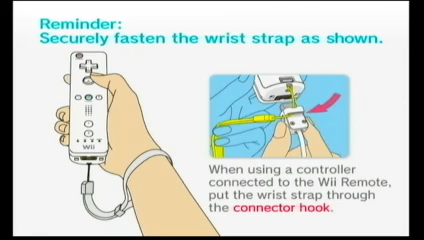 Reminder:
Securely fasten the wrist strap as shown.
Wii
When using a controller
connected to the Wii Remote,
put the wrist strap through
the connector hook.